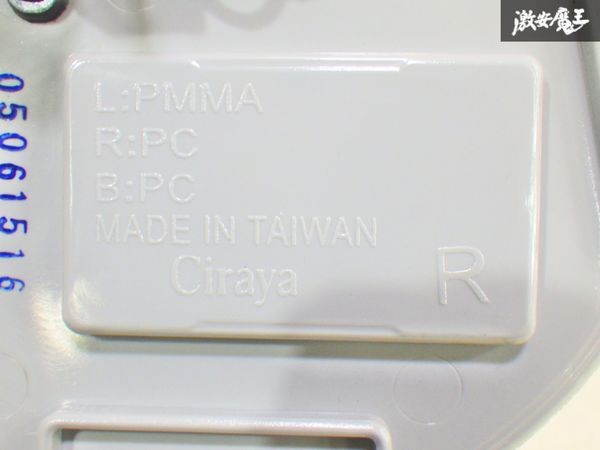 激安魔王
L:PMMA
R:PC
B:PC
MADE IN TAIWAN
Ciraya
R
05061516